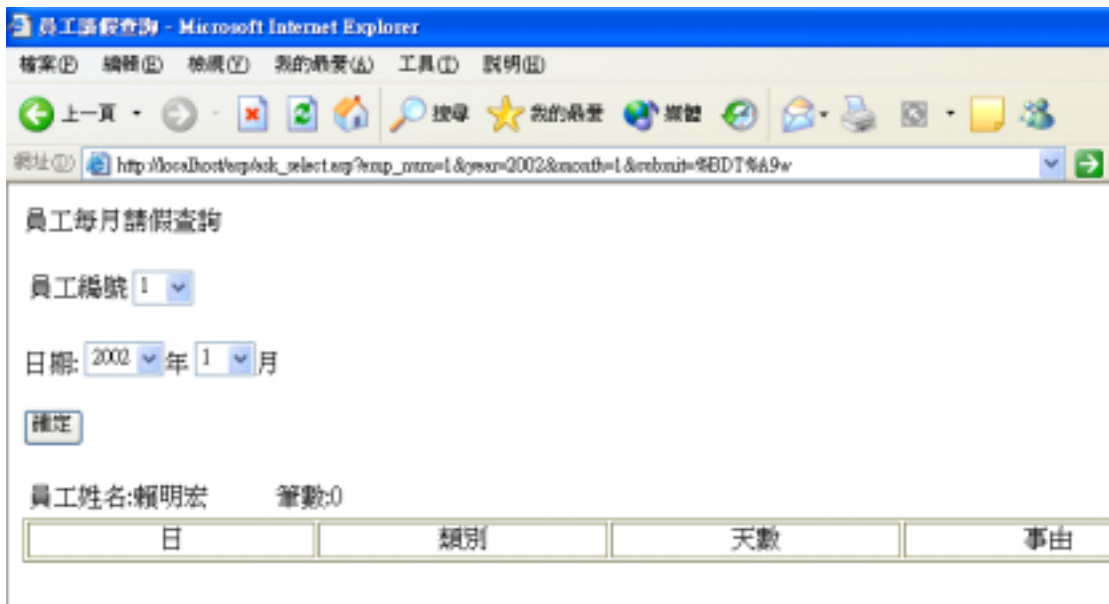 員工請假查詢 - Microsoft Internet Explorer
檔案(F) 編輯(E) 檢視(V) 我的最愛(A) 工具(T) 說明(H)
上一頁 搜尋 我的最愛 媒體
網址(D) http://localhost/asp/ask_select.asp?emp_num=1&year=2002&month=1&submit=%BDT%A9w
員工每月請假查詢
員工編號 1
日期: 2002 年 1 月
確定
員工姓名:賴明宏 筆數:0
日 類別 天數 事由